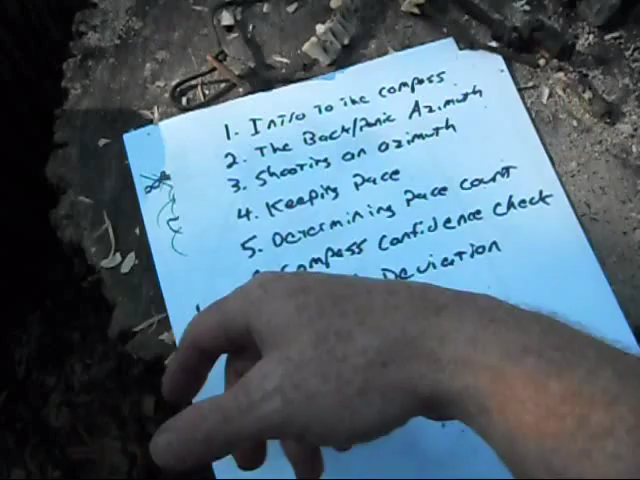 1. Intro To the compass
2. The Back/Panic Azimuth
3. Shooting an azimuth
4. Keeping Pace
5. Determining Pace count
Compass Confidence Check
Deviation